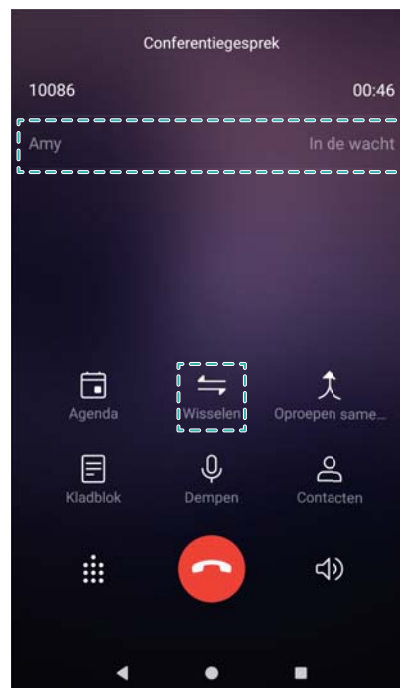 Conferentiegesprek
10086 00:46
Amy In de wacht
Agenda Wisselen Oproepen same...
Kladblok Dempen Contacten